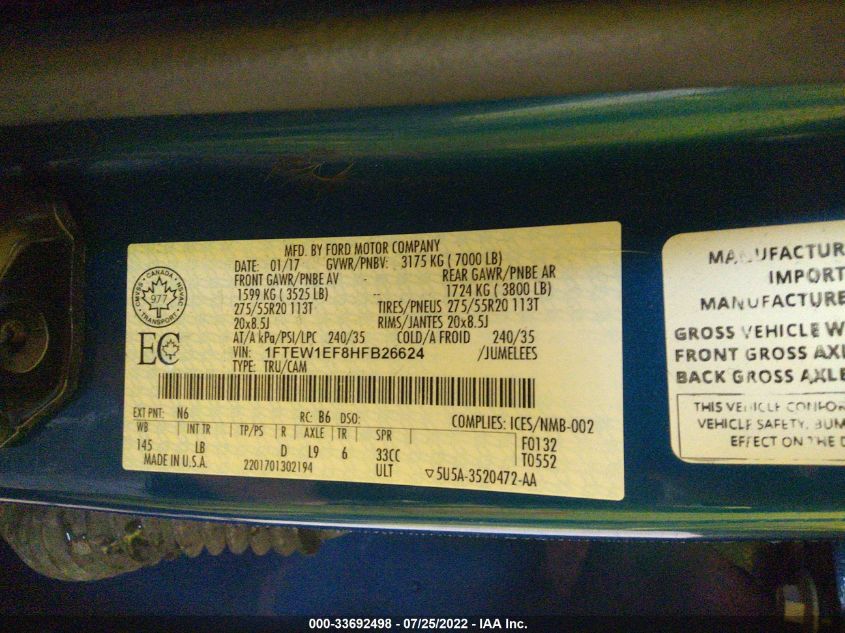 MFD. BY FORD MOTOR COMPANY
DATE: 01/17 GVWR/PNBV: 3175 KG ( 7000 LB)
FRONT GAWR/PNBE AV REAR GAWR/PNBE AR
1599 KG ( 3525 LB) -- 1724 KG ( 3800 LB)
275/55R20 113T TIRES/PNEUS 275/55R20 113T
20x8.5J RIMS/JANTES 20x8.5J
AT/A kPa/PSI/LPC 240/35 COLD/A FROID 240/35
VIN: 1FTEW1EF8HFB26624 /JUMELEES
TYPE: TRU/CAM
CANADA
977
TRANSPORT
EC
EXT PNT: N6 RC: B6 DSO: COMPLIES: ICES/NMB-002
WB INT TR TP/PS R AXLE TR SPR F0132
145 LB D L9 6 33CC T0552
MADE IN U.S.A. 2201701302194 ULT ▽5U5A-3520472-AA
MANUFACTUR
IMPORT
MANUFACTURE
GROSS VEHICLE W
FRONT GROSS AXL
BACK GROSS AXLE
THIS VEHICLE CONFOR
VEHICLE SAFETY, BUM
EFFECT ON THE D
000-33692498 - 07/25/2022 - IAA Inc.